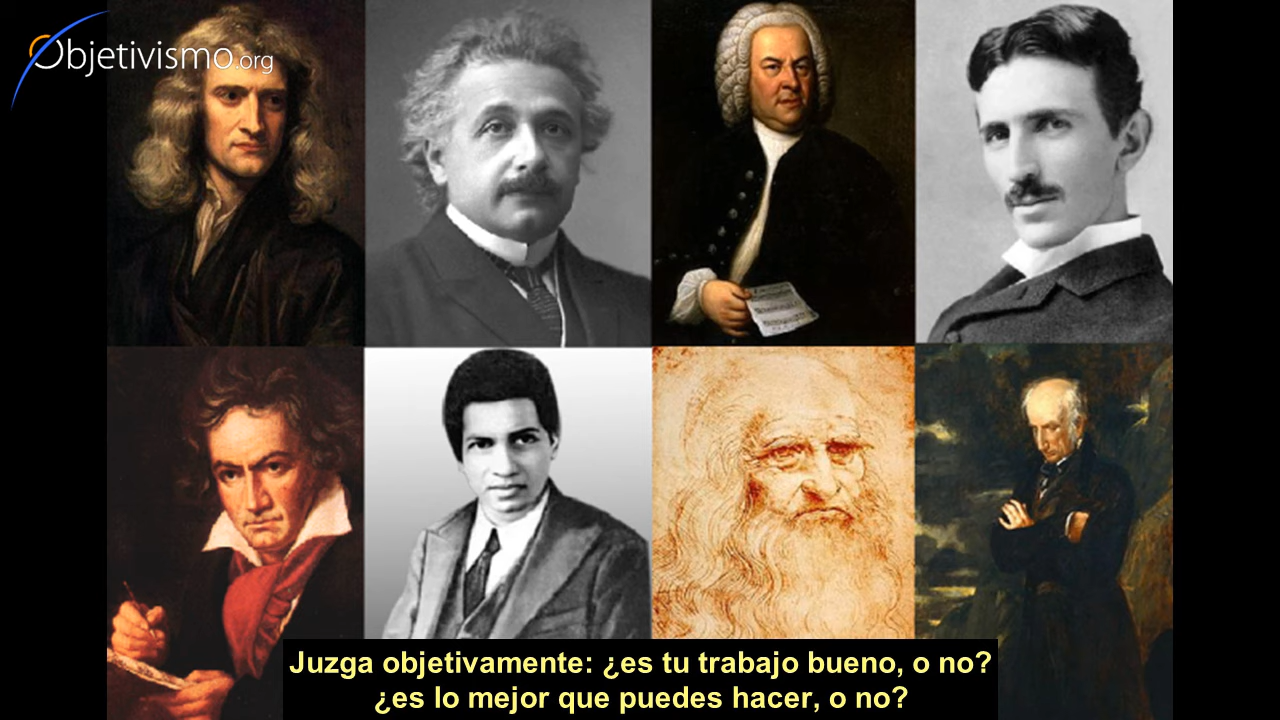 Objetivismo.org
Juzga objetivamente: ¿es tu trabajo bueno, o no?
¿es lo mejor que puedes hacer, o no?